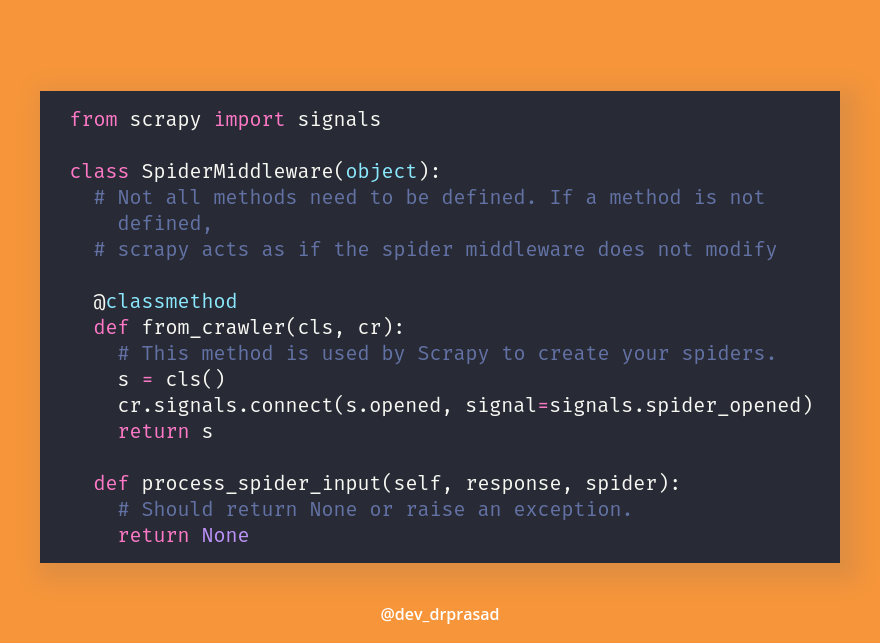 from scrapy import signals
class SpiderMiddleware(object):
# Not all methods need to be defined. If a method is not
defined,
# scrapy acts as if the spider middleware does not modify
@classmethod
def from_crawler(cls, cr):
# This method is used by Scrapy to create your spiders.
s = cls()
cr.signals.connect(s.opened, signal=signals.spider_opened)
return s
def process_spider_input(self, response, spider):
# Should return None or raise an exception.
return None
@dev_drprasad